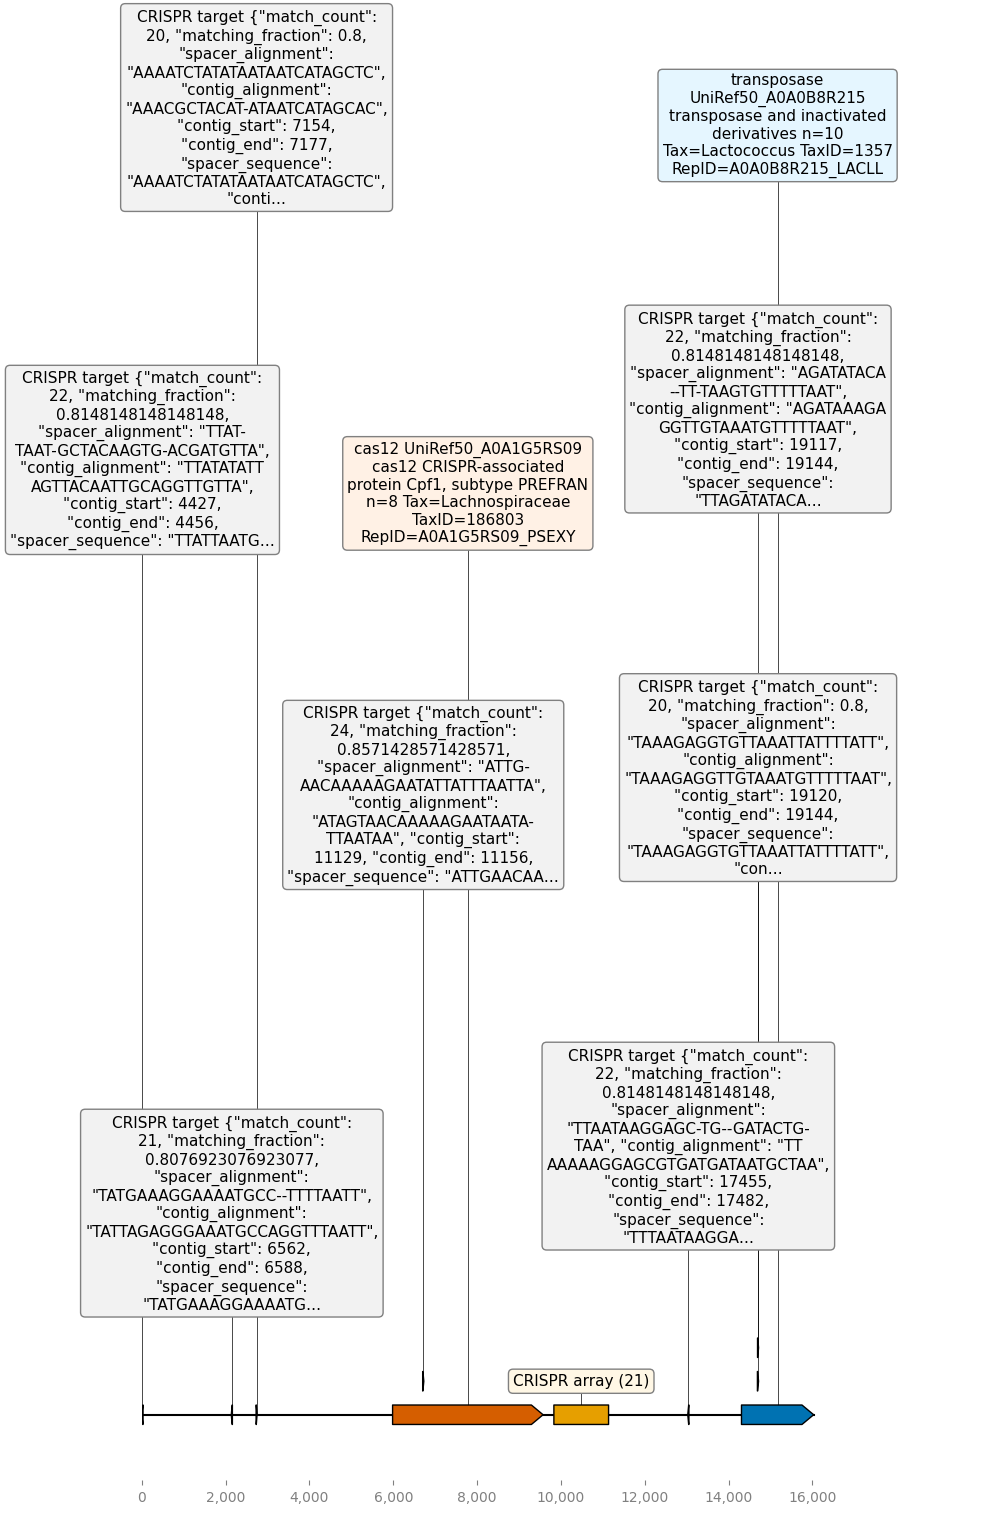 CRISPR target {"match_count":
20, "matching_fraction": 0.8,
"spacer_alignment":
"AAAATCTATATAATAATCATAGCTC",
"contig_alignment":
"AAACGCTACAT-ATAATCATAGCAC",
"contig_start": 7154,
"contig_end": 7177,
"spacer_sequence":
"AAAATCTATATAATAATCATAGCTC",
"conti...
transposase
UniRef50_A0A0B8R215
transposase and inactivated
derivatives n=10
Tax=Lactococcus TaxID=1357
RepID=A0A0B8R215_LACLL
CRISPR target {"match_count":
22, "matching_fraction":
0.8148148148148148,
"spacer_alignment": "AGATATACA
--TT-TAAGTGTTTTTAAT",
"contig_alignment": "AGATAAAGA
GGTTGTAAATGTTTTTAAT",
"contig_start": 19117,
"contig_end": 19144,
"spacer_sequence":
"TTAGATATACA...
CRISPR target {"match_count":
22, "matching_fraction":
0.8148148148148148,
"spacer_alignment": "TTAT-
TAAT-GCTACAAGTG-ACGATGTTA",
"contig_alignment": "TTATATATT
AGTTACAATTGCAGGTTGTTA",
"contig_start": 4427,
"contig_end": 4456,
"spacer_sequence": "TTATTAATG...
cas12 UniRef50_A0A1G5RS09
cas12 CRISPR-associated
protein Cpf1, subtype PREFRAN
n=8 Tax=Lachnospiraceae
TaxID=186803
RepID=A0A1G5RS09_PSEXY
CRISPR target {"match_count":
20, "matching_fraction": 0.8,
"spacer_alignment":
"TAAAGAGGTGTTAAATTATTTTATT",
"contig_alignment":
"TAAAGAGGTTGTAAATGTTTTTAAT",
"contig_start": 19120,
"contig_end": 19144,
"spacer_sequence":
"TAAAGAGGTGTTAAATTATTTTATT",
"con...
CRISPR target {"match_count":
24, "matching_fraction":
0.8571428571428571,
"spacer_alignment": "ATTG-
AACAAAAAGAATATTATTTAATTA",
"contig_alignment":
"ATAGTAACAAAAAGAATAATA-
TTAATAA", "contig_start":
11129, "contig_end": 11156,
"spacer_sequence": "ATTGAACAA...
CRISPR target {"match_count":
22, "matching_fraction":
0.8148148148148148,
"spacer_alignment":
"TTAATAAGGAGC-TG--GATACTG-
TAA", "contig_alignment": "TT
AAAAAGGAGCGTGATGATAATGCTAA",
"contig_start": 17455,
"contig_end": 17482,
"spacer_sequence":
"TTTAATAAGGA...
CRISPR target {"match_count":
21, "matching_fraction":
0.8076923076923077,
"spacer_alignment":
"TATGAAAGGAAAATGCC--TTTTAATT",
"contig_alignment":
"TATTAGAGGGAAATGCCAGGTTTAATT",
"contig_start": 6562,
"contig_end": 6588,
"spacer_sequence":
"TATGAAAGGAAAATG...
CRISPR array (21)
0 2,000 4,000 6,000 8,000 10,000 12,000 14,000 16,000